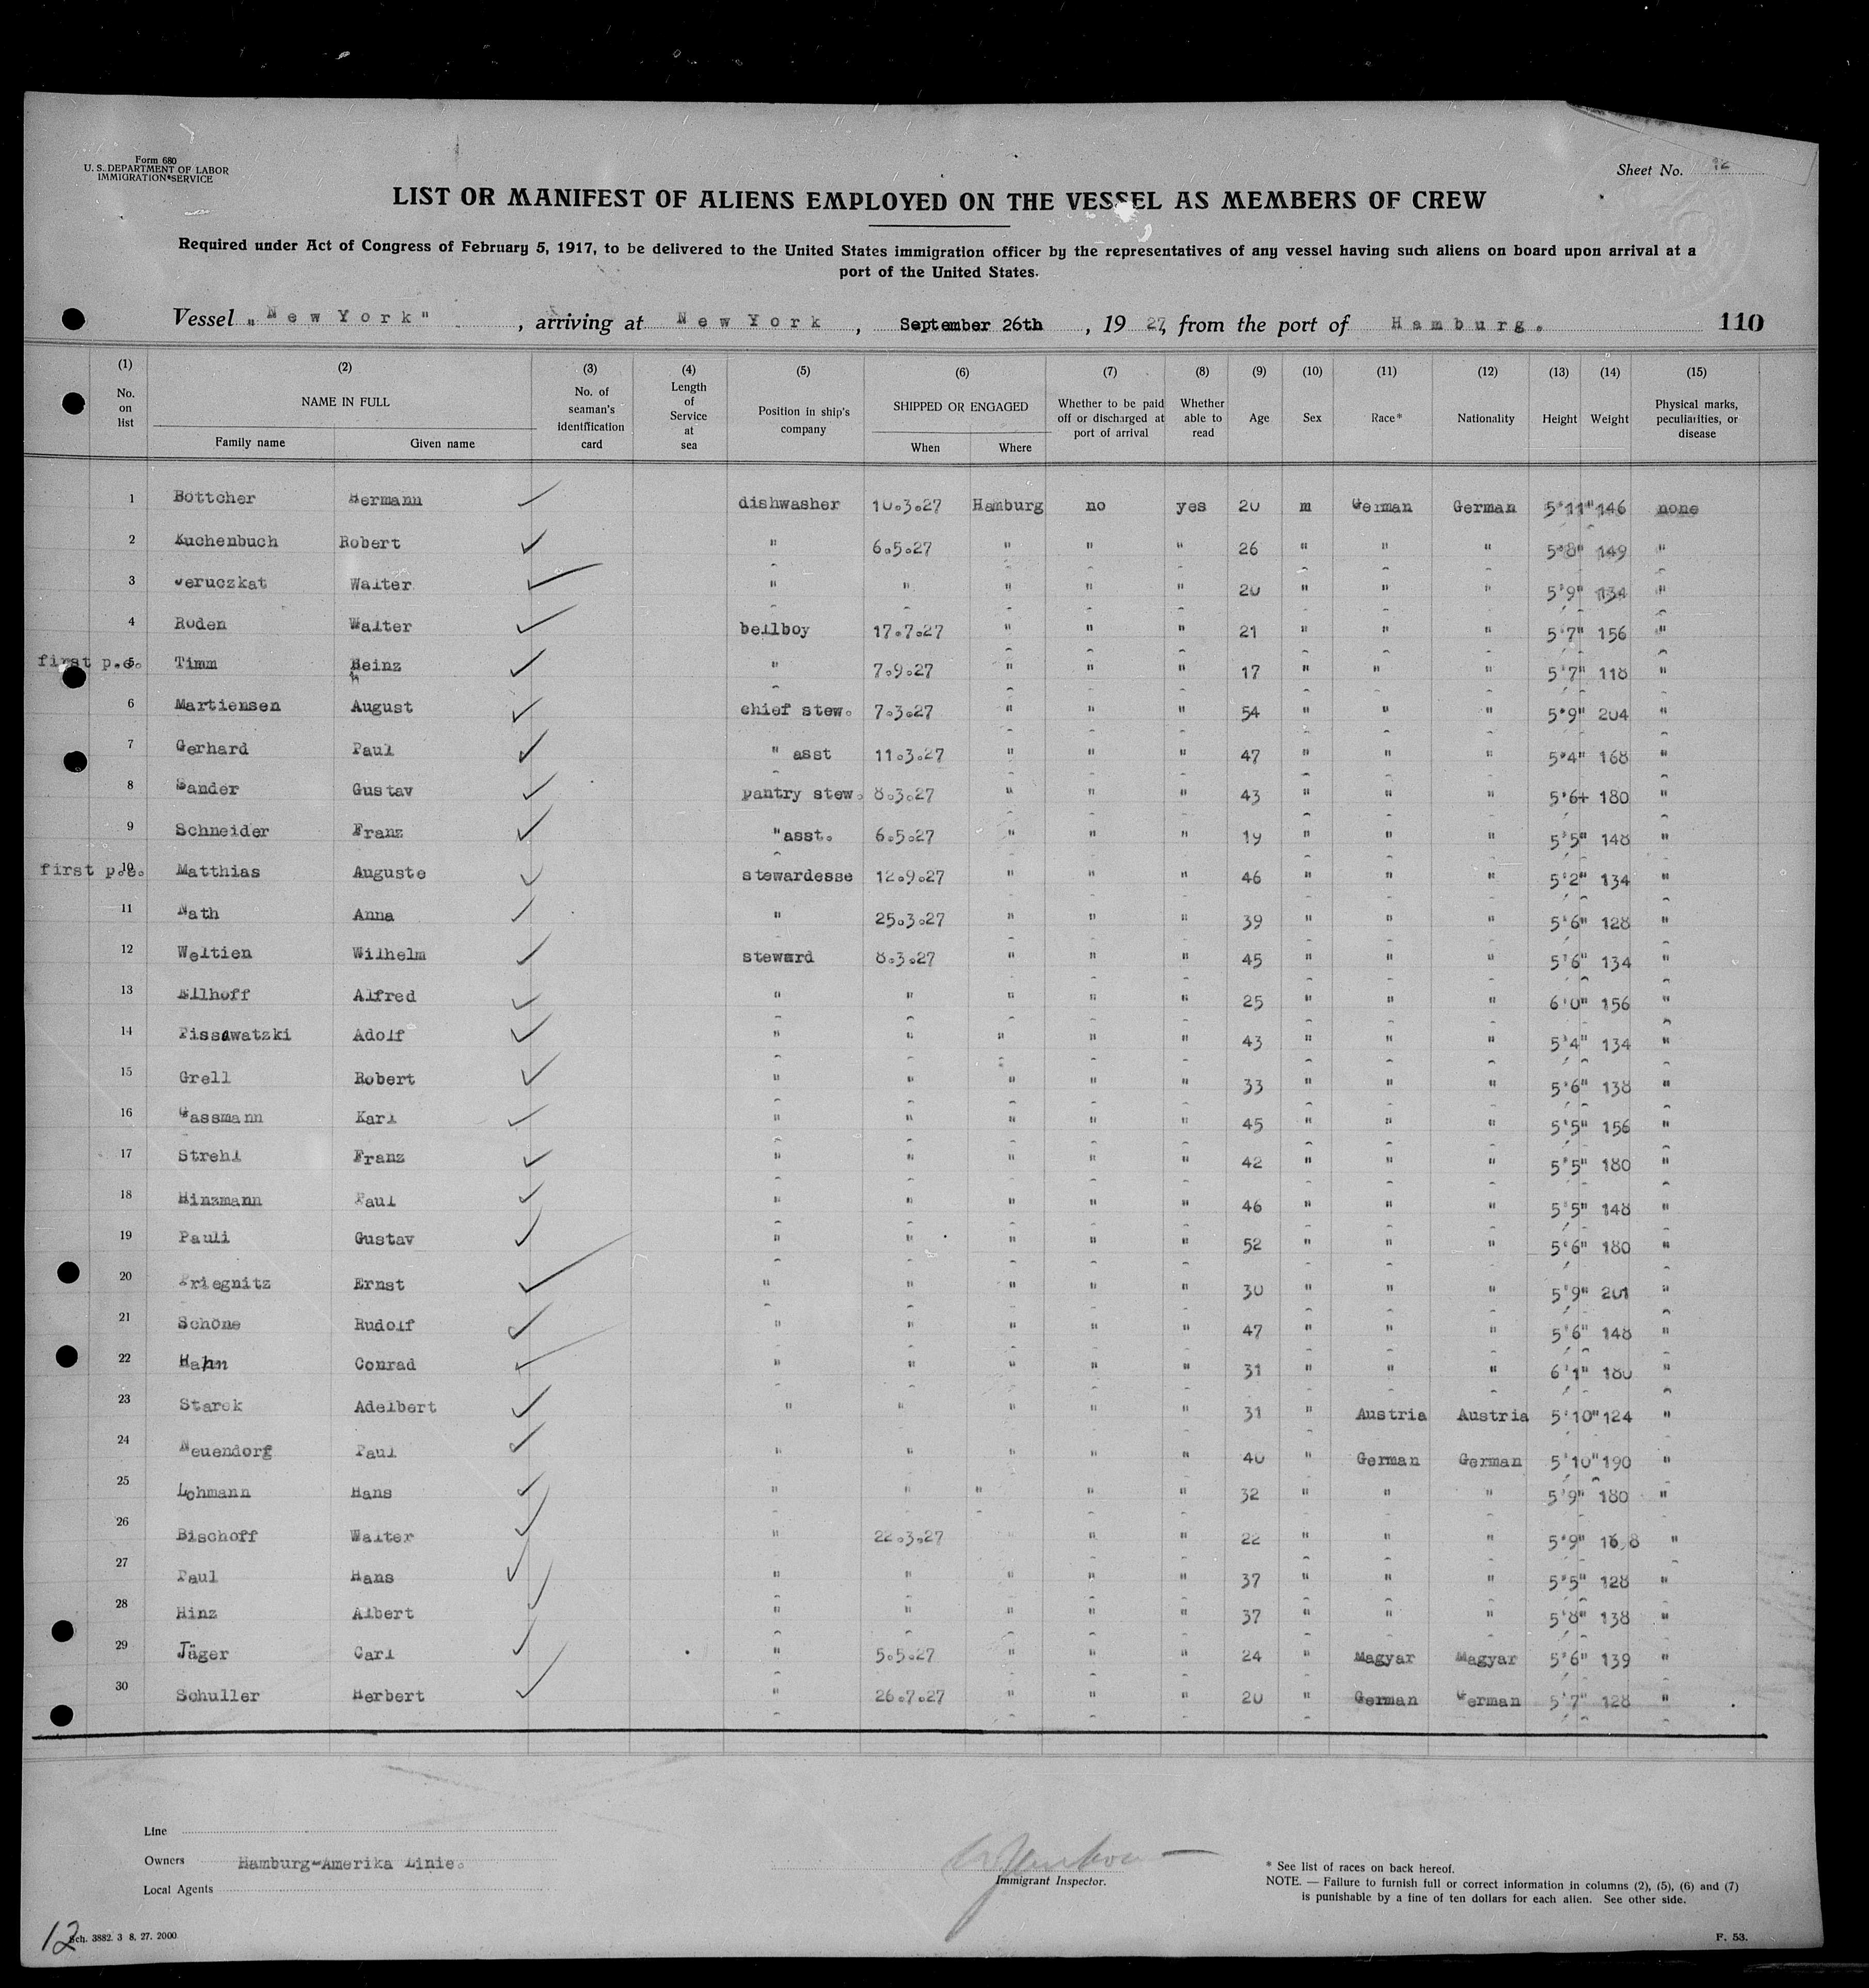 Form 680
U. S. DEPARTMENT OF LABOR
IMMIGRATION SERVICE
Sheet No.
LIST OR MANIFEST OF ALIENS EMPLOYED ON THE VESSEL AS MEMBERS OF CREW
Required under Act of Congress of February 5, 1917, to be delivered to the United States immigration officer by the representatives of any vessel having such aliens on board upon arrival at a
port of the United States.
Vessel „New York" , arriving at New York , September 26th , 19 27, from the port of Hamburg. 110
(1) No. on list (2) NAME IN FULL Family name Given name (3) No. of seaman's identification card (4) Length of Service at sea (5) Position in ship's company (6) SHIPPED OR ENGAGED When Where (7) Whether to be paid off or discharged at port of arrival (8) Whether able to read (9) Age (10) Sex (11) Race* (12) Nationality (13) Height (14) Weight (15) Physical marks, peculiarities, or disease
1 Böttcher Hermann ✓ dishwasher 10.3.27 Hamburg no yes 20 m German German 5'11" 146 none
2 Kuchenbuch Robert ✓ " 6.5.27 " " " 26 " " " 5'8" 149 "
3 Jeruczkat Walter ✓ " " " " " 20 " " " 5'9" 134 "
4 Roden Walter ✓ bellboy 17.7.27 " " " 21 " " " 5'7" 156 "
first p.e. 5 Timm Heinz ✓ " 7.9.27 " " " 17 " " " 5'7" 118 "
6 Martiensen August ✓ chief stew. 7.3.27 " " " 54 " " " 5'9" 204 "
7 Gerhard Paul ✓ " asst 11.3.27 " " " 47 " " " 5'4" 168 "
8 Sander Gustav ✓ pantry stew. 8.3.27 " " " 43 " " " 5'6+ 180 "
9 Schneider Franz ✓ "asst. 6.5.27 " " " 19 " " " 5'5" 148 "
first p.e. 10 Matthias Auguste ✓ stewardesse 12.9.27 " " " 46 " " " 5'2" 134 "
11 Nath Anna ✓ " 25.3.27 " " " 39 " " " 5'6" 128 "
12 Weltien Wilhelm ✓ steward 8.3.27 " " " 45 " " " 5'6" 134 "
13 Ellhoff Alfred ✓ " " " " " 25 " " " 6'0" 156 "
14 Pissawatzki Adolf ✓ " " " " " 43 " " " 5'4" 134 "
15 Grell Robert ✓ " " " " " 33 " " " 5'6" 138 "
16 Gassmann Karl ✓ " " " " " 45 " " " 5'5" 156 "
17 Strehl Franz ✓ " " " " " 42 " " " 5'5" 180 "
18 Hinzmann Paul ✓ " " " " " 46 " " " 5'5" 148 "
19 Pauli Gustav ✓ " " " " " 52 " " " 5'6" 180 "
20 Priegnitz Ernst ✓ " " " " " 30 " " " 5'9" 201 "
21 Schöne Rudolf ✓ " " " " " 47 " " " 5'6" 148 "
22 Hahn Conrad ✓ " " " " " 31 " " " 6'1" 180 "
23 Starek Adelbert ✓ " " " " " 31 " Austria Austria 5'10" 124 "
24 Neuendorf Paul ✓ " " " " " 40 " German German 5'10" 190 "
25 Lohmann Hans ✓ " " " " " 32 " " " 5'9" 180 "
26 Bischoff Walter ✓ " 22.3.27 " " " 22 " " " 5'9" 168 "
27 Paul Hans ✓ " " " " " 37 " " " 5'5" 128 "
28 Hinz Albert ✓ " " " " " 37 " " " 5'8" 138 "
29 Jäger Carl ✓ " 5.5.27 " " " 24 " Magyar Magyar 5'6" 139 "
30 Schuller Herbert ✓ " 26.7.27 " " " 20 " German German 5'7" 128 "
Line
Owners Hamburg-Amerika Linie.
Local Agents
Immigrant Inspector.
* See list of races on back hereof.
NOTE. — Failure to furnish full or correct information in columns (2), (5), (6) and (7)
is punishable by a fine of ten dollars for each alien. See other side.
12 Sch. 3882. 3 8. 27. 2000.
F. 53.